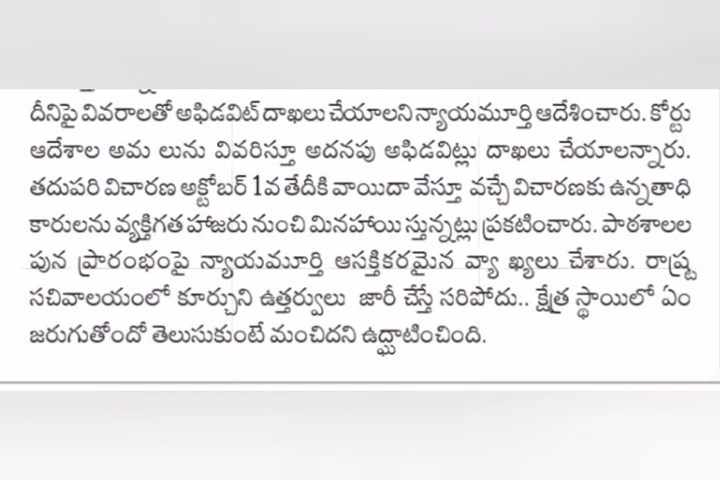 దీనిపై వివరాలతో అఫిడవిట్ దాఖలు చేయాలని న్యాయమూర్తి ఆదేశించారు. కోర్టు
ఆదేశాల అమ లును వివరిస్తూ అదనపు అఫిడవిట్లు దాఖలు చేయాలన్నారు.
తదుపరి విచారణ అక్టోబర్ 1వ తేదీకి వాయిదా వేస్తూ వచ్చే విచారణకు ఉన్నతాధి
కారులను వ్యక్తిగత హాజరు నుంచి మినహాయి స్తున్నట్లు ప్రకటించారు. పాఠశాలల
పున ప్రారంభంపై న్యాయమూర్తి ఆసక్తికరమైన వ్యా ఖ్యలు చేశారు. రాష్ట్ర
సచివాలయంలో కూర్చుని ఉత్తర్వులు జారీ చేస్తే సరిపోదు.. క్షేత్ర స్థాయిలో ఏం
జరుగుతోందో తెలుసుకుంటే మంచిదని ఉద్ఘాటించింది.